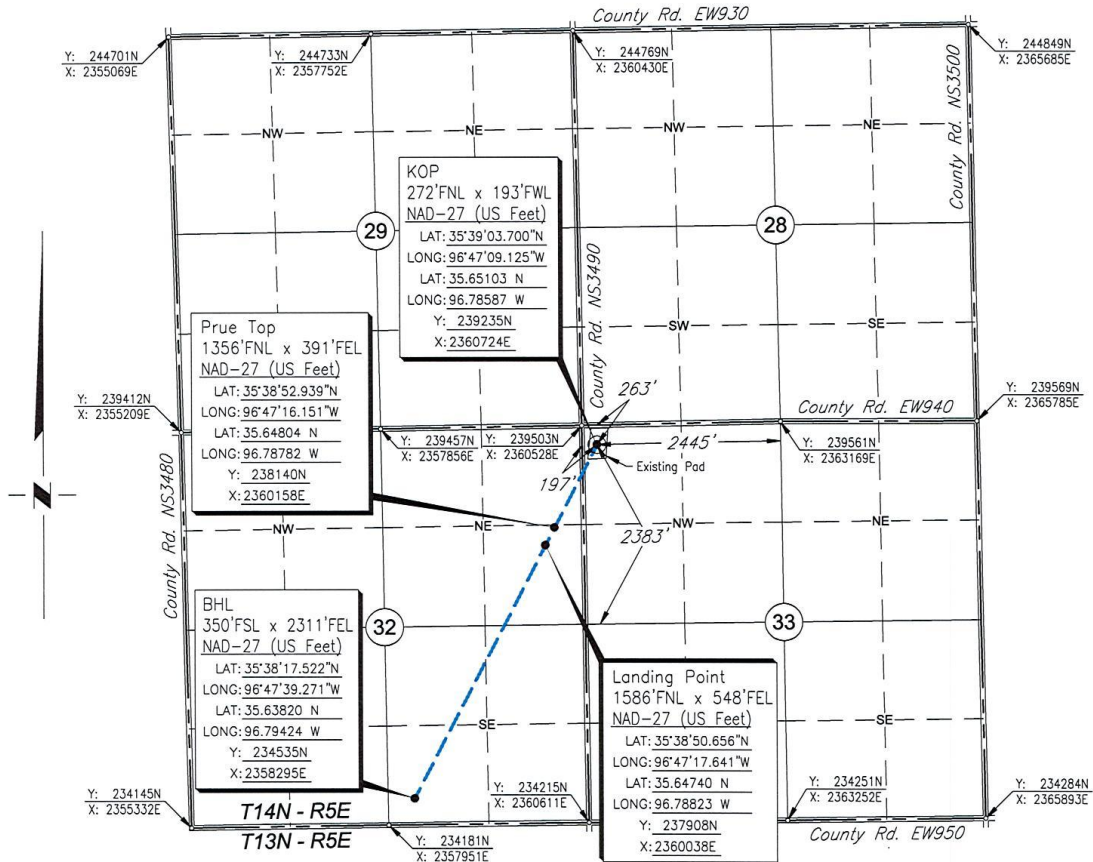 County Rd. EW930
Y: 244701N
X: 2355069E
Y: 244733N
X: 2357752E
Y: 244769N
X: 2360430E
Y: 244849N
X: 2365685E
County Rd. NS3500
NW
NE
NW
NE
KOP
272'FNL x 193'FWL
NAD-27 (US Feet)
LAT: 35°39'03.700"N
LONG: 96°47'09.125"W
LAT: 35.65103 N
LONG: 96.78587 W
Y: 239235N
X: 2360724E
29
28
County Rd. NS3490
Prue Top
1356'FNL x 391'FEL
NAD-27 (US Feet)
LAT: 35°38'52.939"N
LONG: 96°47'16.151"W
LAT: 35.64804 N
LONG: 96.78782 W
Y: 238140N
X: 2360158E
SW
SE
Y: 239412N
X: 2355209E
263'
County Rd. EW940
Y: 239569N
X: 2365785E
Y: 239457N
X: 2357856E
Y: 239503N
X: 2360528E
2445'
Y: 239561N
X: 2363169E
Existing Pad
197'
County Rd. NS3480
NW
NE
NW
NE
2383'
BHL
350'FSL x 2311'FEL
NAD-27 (US Feet)
LAT: 35°38'17.522"N
LONG: 96°47'39.271"W
LAT: 35.63820 N
LONG: 96.79424 W
Y: 234535N
X: 2358295E
32
33
Landing Point
1586'FNL x 548'FEL
NAD-27 (US Feet)
LAT: 35°38'50.656"N
LONG: 96°47'17.641"W
LAT: 35.64740 N
LONG: 96.78823 W
Y: 237908N
X: 2360038E
SE
SE
Y: 234145N
X: 2355332E
T14N - R5E
T13N - R5E
Y: 234181N
X: 2357951E
Y: 234215N
X: 2360611E
Y: 234251N
X: 2363252E
Y: 234284N
X: 2365893E
County Rd. EW950
N